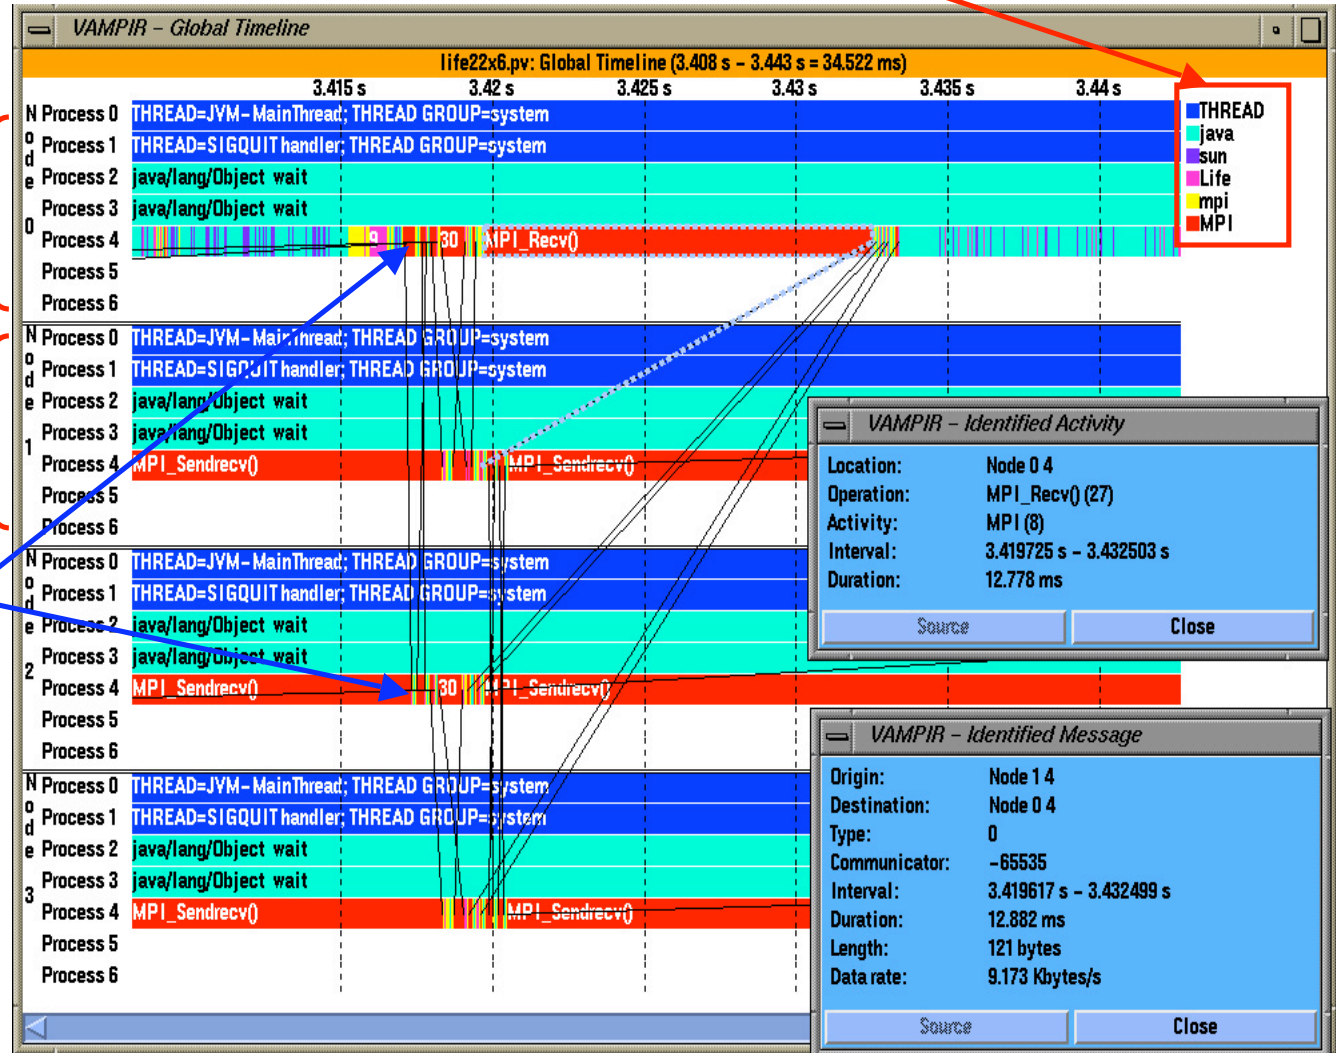 VAMPIR – Global Timeline
life22x6.pv: Global Timeline (3.408 s – 3.443 s = 34.522 ms)
3.415 s 3.42 s 3.425 s 3.43 s 3.435 s 3.44 s
THREAD
java
sun
Life
mpi
MPI
Node 0
Process 0 THREAD=JVM-MainThread; THREAD GROUP=system
Process 1 THREAD=SIGQUIT handler; THREAD GROUP=system
Process 2 java/lang/Object wait
Process 3 java/lang/Object wait
Process 4 9 30 MPI_Recv()
Process 5
Process 6
Node 1
Process 0 THREAD=JVM-MainThread; THREAD GROUP=system
Process 1 THREAD=SIGQUIT handler; THREAD GROUP=system
Process 2 java/lang/Object wait
Process 3 java/lang/Object wait
Process 4 MPI_Sendrecv() MPI_Sendrecv()
Process 5
Process 6
Node 2
Process 0 THREAD=JVM-MainThread; THREAD GROUP=system
Process 1 THREAD=SIGQUIT handler; THREAD GROUP=system
Process 2 java/lang/Object wait
Process 3 java/lang/Object wait
Process 4 MPI_Sendrecv() 30 MPI_Sendrecv()
Process 5
Process 6
Node 3
Process 0 THREAD=JVM-MainThread; THREAD GROUP=system
Process 1 THREAD=SIGQUIT handler; THREAD GROUP=system
Process 2 java/lang/Object wait
Process 3 java/lang/Object wait
Process 4 MPI_Sendrecv() MPI_Sendrecv()
Process 5
Process 6
VAMPIR – Identified Activity
Location: Node 0 4
Operation: MPI_Recv() (27)
Activity: MPI (8)
Interval: 3.419725 s – 3.432503 s
Duration: 12.778 ms
Source Close
VAMPIR – Identified Message
Origin: Node 1 4
Destination: Node 0 4
Type: 0
Communicator: -65535
Interval: 3.419617 s – 3.432499 s
Duration: 12.882 ms
Length: 121 bytes
Data rate: 9.173 Kbytes/s
Source Close